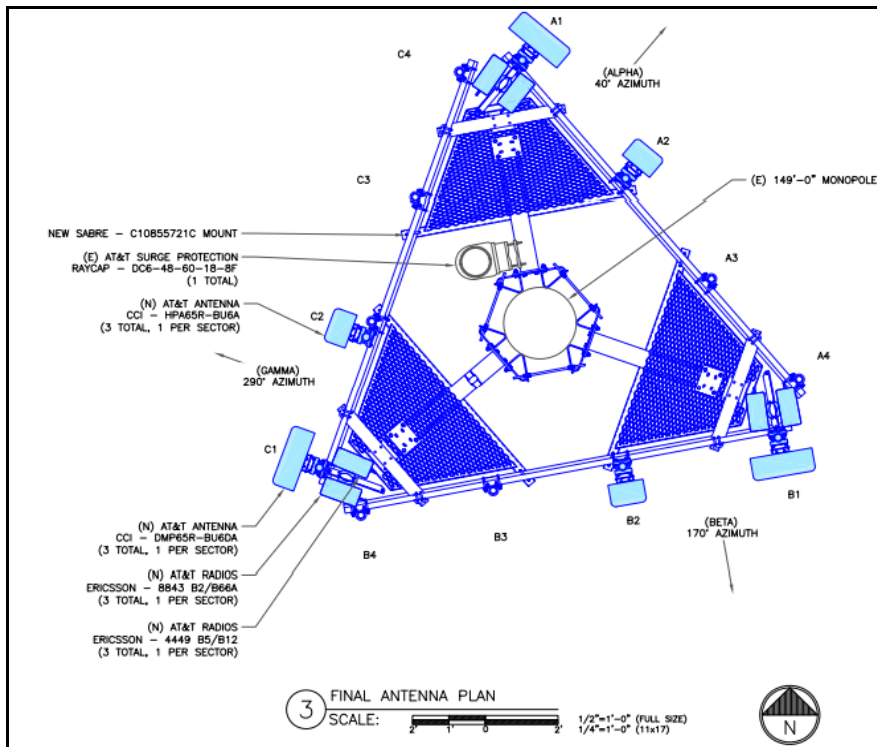 A1
C4
(ALPHA)
40° AZIMUTH
A2
C3
(E) 149'-0" MONOPOLE
NEW SABRE - C10855721C MOUNT
(E) AT&T SURGE PROTECTION
RAYCAP - DC6-48-60-18-8F
(1 TOTAL)
A3
(N) AT&T ANTENNA
CCI - HPA65R-BU6A
(3 TOTAL, 1 PER SECTOR)
C2
(GAMMA)
290° AZIMUTH
A4
C1
B1
B2
(N) AT&T ANTENNA
CCI - DMP65R-BU6DA
(3 TOTAL, 1 PER SECTOR)
B4
B3
(BETA)
170° AZIMUTH
(N) AT&T RADIOS
ERICSSON - 8843 B2/B66A
(3 TOTAL, 1 PER SECTOR)
(N) AT&T RADIOS
ERICSSON - 4449 B5/B12
(3 TOTAL, 1 PER SECTOR)
3
FINAL ANTENNA PLAN
SCALE:
2' 1' 0 2'
1/2"=1'-0" (FULL SIZE)
1/4"=1'-0" (11x17)
N